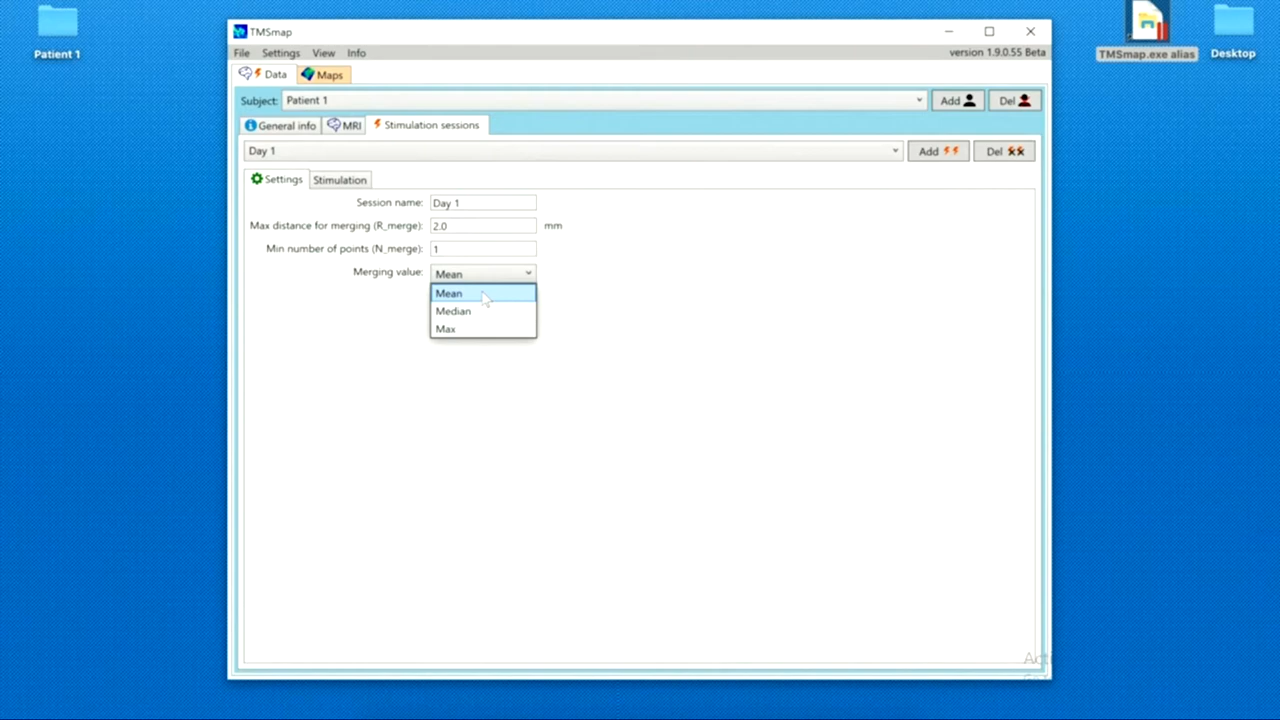 Patient 1
TMSmap.exe alias
Desktop
TMSmap
File Settings View Info
version 1.9.0.55 Beta
Data Maps
Subject: Patient 1 Add Del
General info MRI Stimulation sessions
Day 1 Add Del
Settings Stimulation
Session name: Day 1
Max distance for merging (R_merge): 2.0 mm
Min number of points (N_merge): 1
Merging value: Mean
Mean
Median
Max